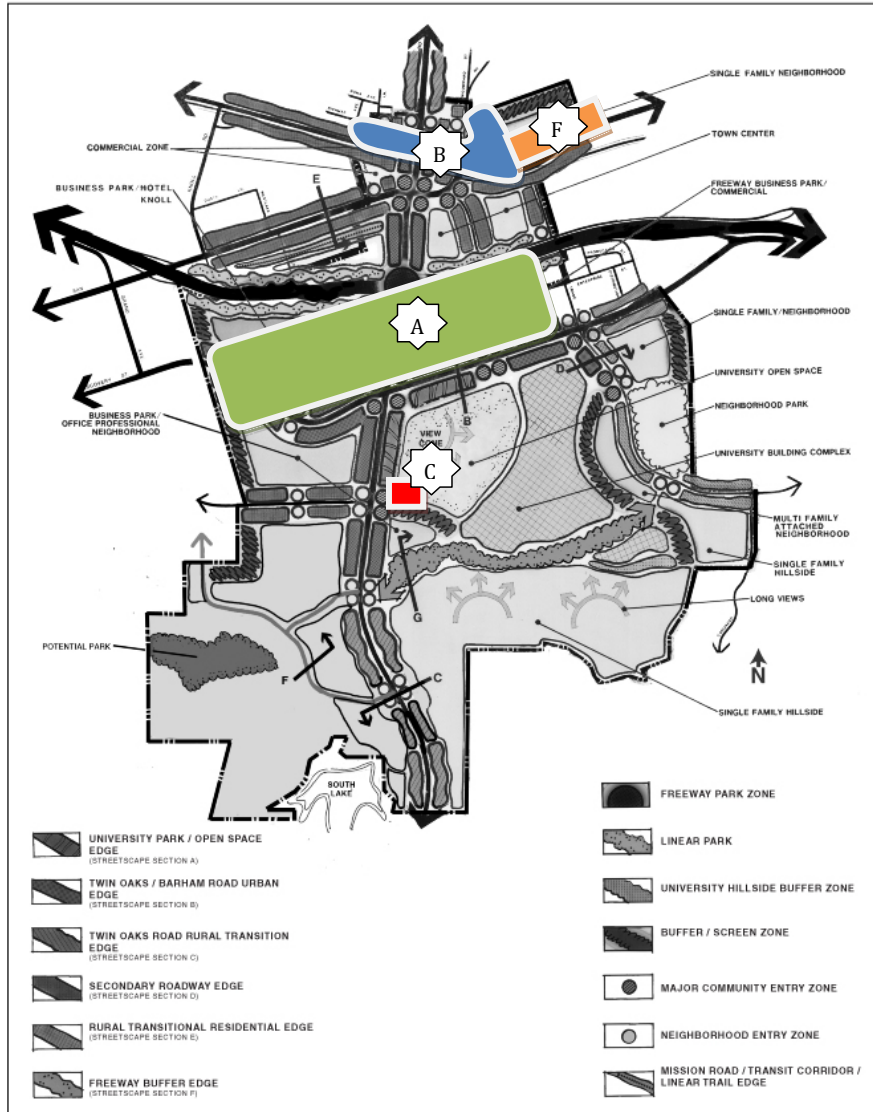 SINGLE FAMILY NEIGHBORHOOD
F
B
TOWN CENTER
COMMERCIAL ZONE
E
FREEWAY BUSINESS PARK/
COMMERCIAL
BUSINESS PARK/HOTEL
KNOLL
A
SINGLE FAMILY/NEIGHBORHOOD
D
UNIVERSITY OPEN SPACE
BUSINESS PARK/
OFFICE PROFESSIONAL
NEIGHBORHOOD
B
NEIGHBORHOOD PARK
VIEW
CONE
C
UNIVERSITY BUILDING COMPLEX
MULTI FAMILY
ATTACHED
NEIGHBORHOOD
SINGLE FAMILY
HILLSIDE
LONG VIEWS
G
POTENTIAL PARK
F
C
N
SINGLE FAMILY HILLSIDE
SOUTH
LAKE
UNIVERSITY PARK / OPEN SPACE
EDGE
(STREETSCAPE SECTION A)
TWIN OAKS / BARHAM ROAD URBAN
EDGE
(STREETSCAPE SECTION B)
TWIN OAKS ROAD RURAL TRANSITION
EDGE
(STREETSCAPE SECTION C)
SECONDARY ROADWAY EDGE
(STREETSCAPE SECTION D)
RURAL TRANSITIONAL RESIDENTIAL EDGE
(STREETSCAPE SECTION E)
FREEWAY BUFFER EDGE
(STREETSCAPE SECTION F)
FREEWAY PARK ZONE
LINEAR PARK
UNIVERSITY HILLSIDE BUFFER ZONE
BUFFER / SCREEN ZONE
MAJOR COMMUNITY ENTRY ZONE
NEIGHBORHOOD ENTRY ZONE
MISSION ROAD / TRANSIT CORRIDOR /
LINEAR TRAIL EDGE